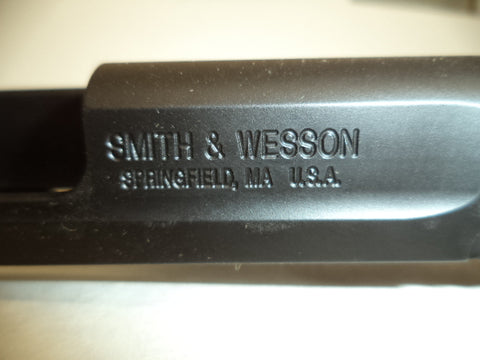 SMITH & WESSON
SPRINGFIELD, MA U.S.A.